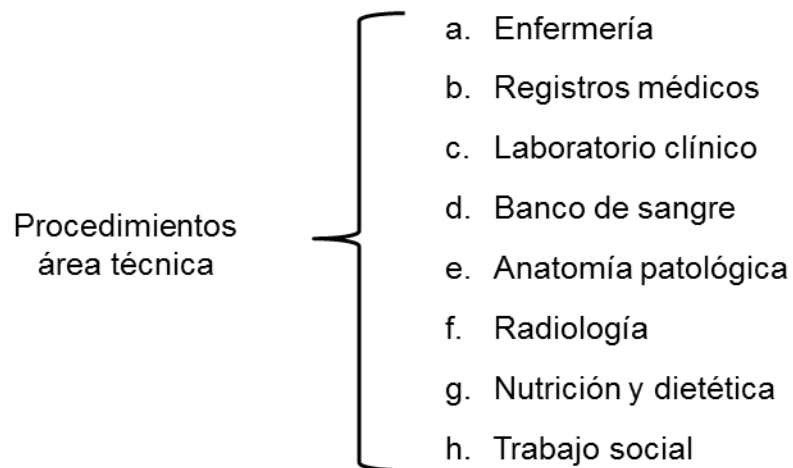 Procedimientos
área técnica
a. Enfermería
b. Registros médicos
c. Laboratorio clínico
d. Banco de sangre
e. Anatomía patológica
f. Radiología
g. Nutrición y dietética
h. Trabajo social